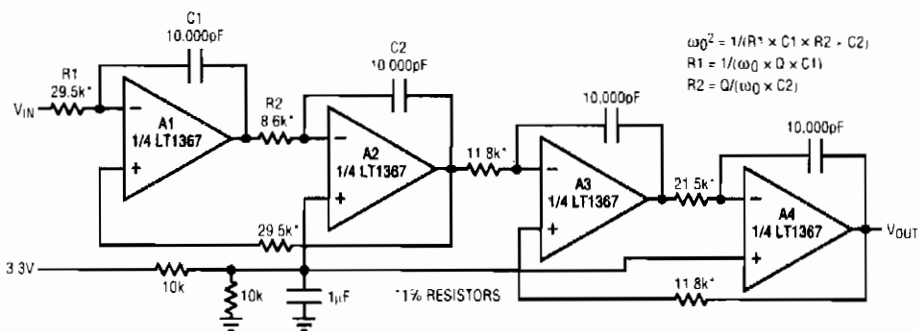 C1
10,000pF
R1
29.5k*
VIN
A1
1/4 LT1367
R2
8.6k*
C2
10,000pF
A2
1/4 LT1367
29.5k*
11.8k*
10,000pF
A3
1/4 LT1367
21.5k*
10,000pF
A4
1/4 LT1367
VOUT
11.8k*
3.3V
10k
10k
1µF
*1% RESISTORS
ω0² = 1/(R1 × C1 × R2 × C2)
R1 = 1/(ω0 × Q × C1)
R2 = Q/(ω0 × C2)